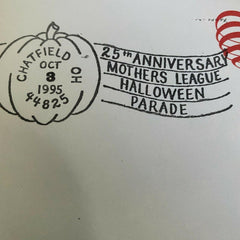 CHATFIELD OH
OCT
8
1995
44825
25th ANNIVERSARY
MOTHERS LEAGUE
HALLOWEEN
PARADE